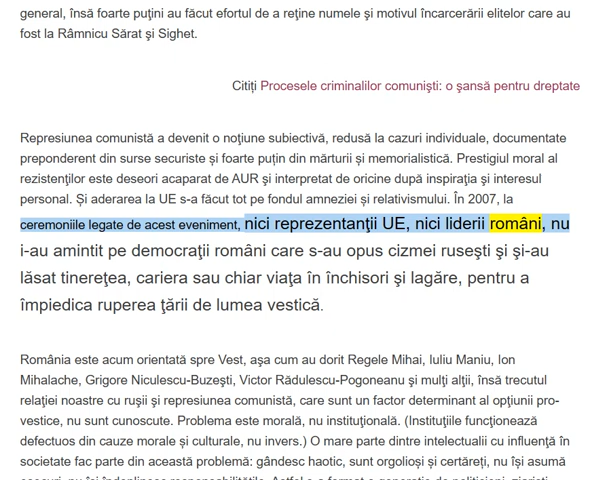 general, însă foarte puţini au făcut efortul de a reţine numele şi motivul încarcerării elitelor care au
fost la Râmnicu Sărat şi Sighet.
Citiți Procesele criminalilor comunişti: o şansă pentru dreptate
Represiunea comunistă a devenit o noţiune subiectivă, redusă la cazuri individuale, documentate
preponderent din surse securiste şi foarte puțin din mărturii şi memorialistică. Prestigiul moral al
rezistenţilor este deseori acaparat de AUR şi interpretat de oricine după inspiraţia şi interesul
personal. Și aderarea la UE s-a făcut tot pe fondul amneziei şi relativismului. În 2007, la
ceremoniile legate de acest eveniment, nici reprezentanţii UE, nici liderii români, nu
i-au amintit pe democraţii români care s-au opus cizmei ruseşti şi şi-au
lăsat tinereţea, cariera sau chiar viaţa în închisori şi lagăre, pentru a
împiedica ruperea ţării de lumea vestică.
România este acum orientată spre Vest, aşa cum au dorit Regele Mihai, Iuliu Maniu, Ion
Mihalache, Grigore Niculescu-Buzeşti, Victor Rădulescu-Pogoneanu şi mulţi alţii, însă trecutul
relaţiei noastre cu ruşii şi represiunea comunistă, care sunt un factor determinant al opţiunii pro-
vestice, nu sunt cunoscute. Problema este morală, nu instituţională. (Instituţiile funcţionează
defectuos din cauze morale şi culturale, nu invers.) O mare parte dintre intelectualii cu influenţă în
societate fac parte din această problemă: gândesc haotic, sunt orgolioşi şi certăreţi, nu îşi asumă